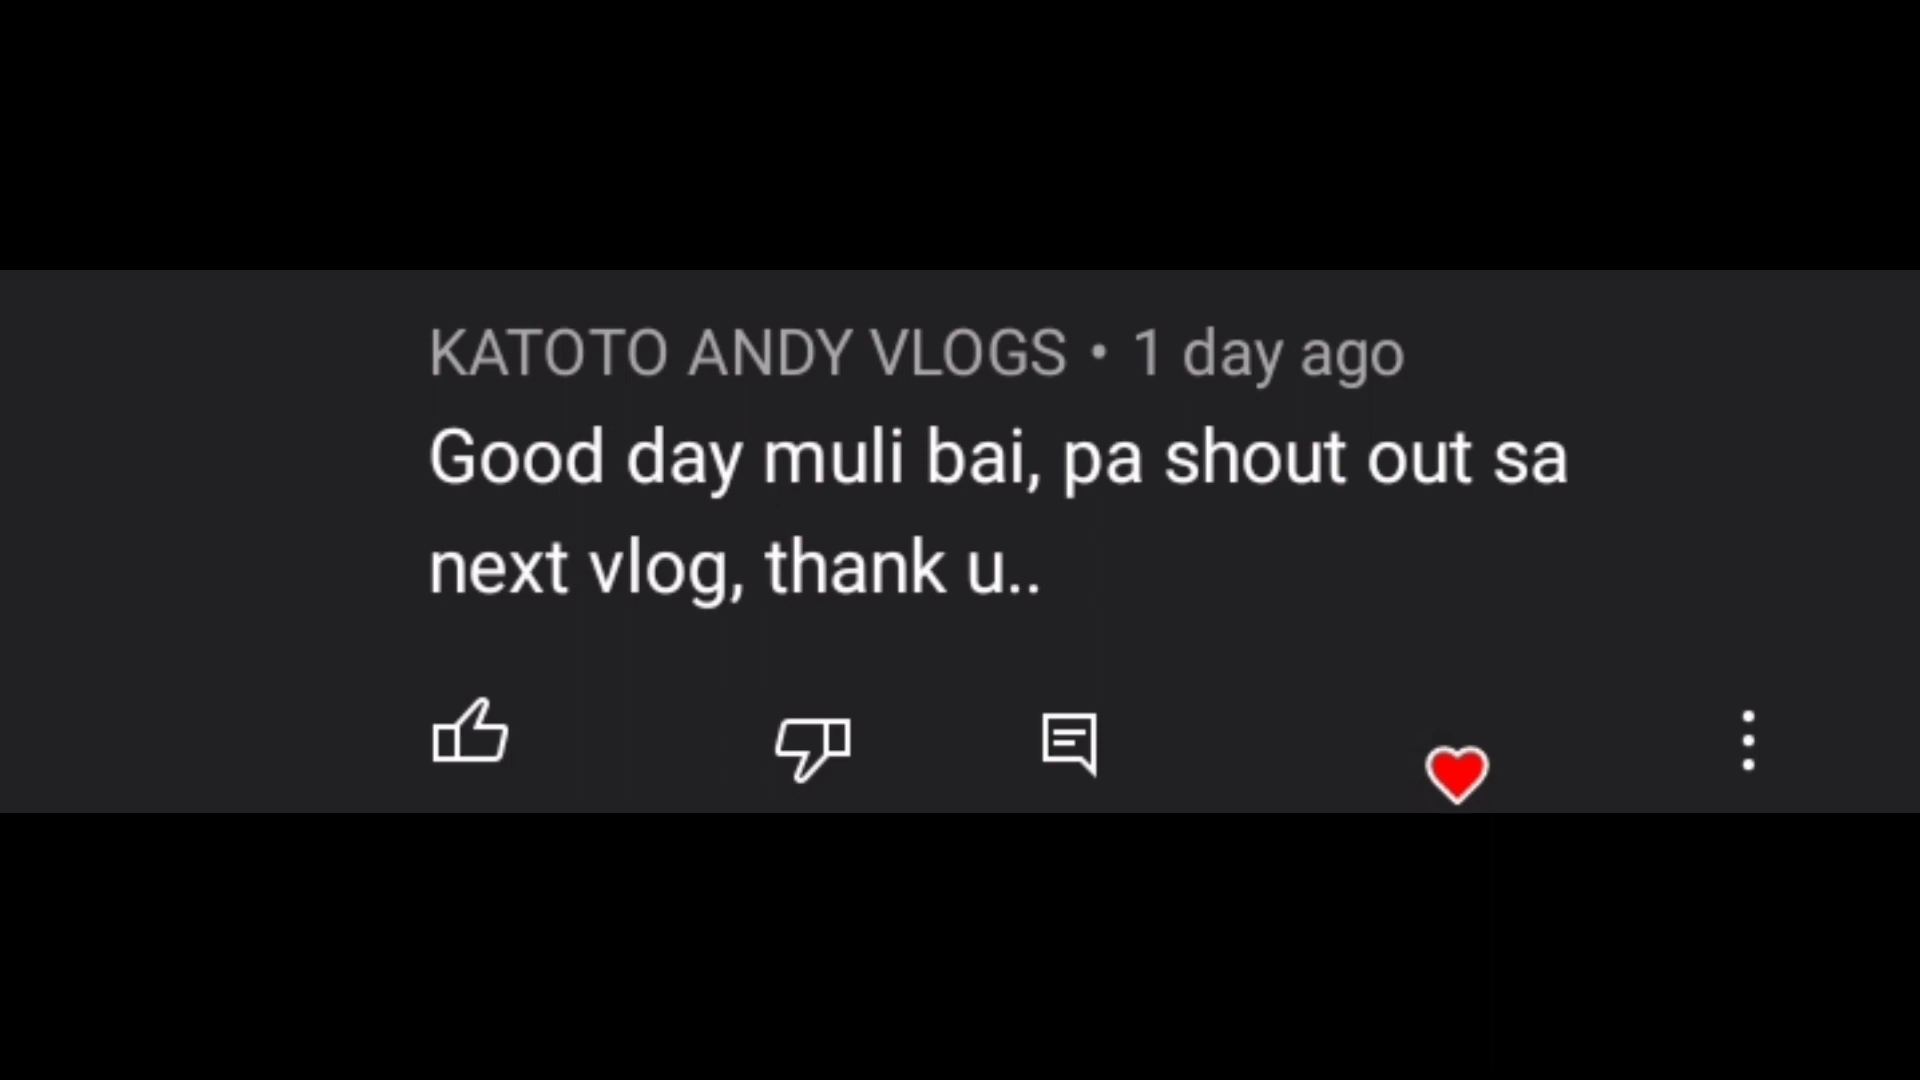 KATOTO ANDY VLOGS • 1 day ago
Good day muli bai, pa shout out sa
next vlog, thank u..